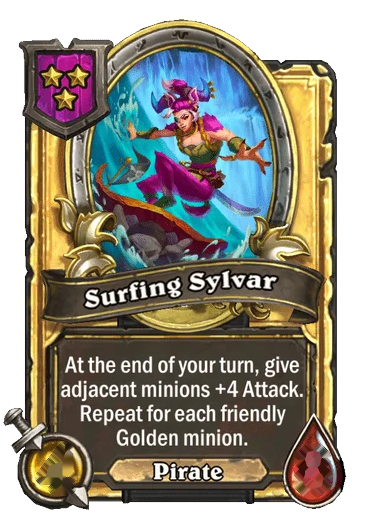 Surfing Sylvar
At the end of your turn, give
adjacent minions +4 Attack.
Repeat for each friendly
Golden minion.
Pirate